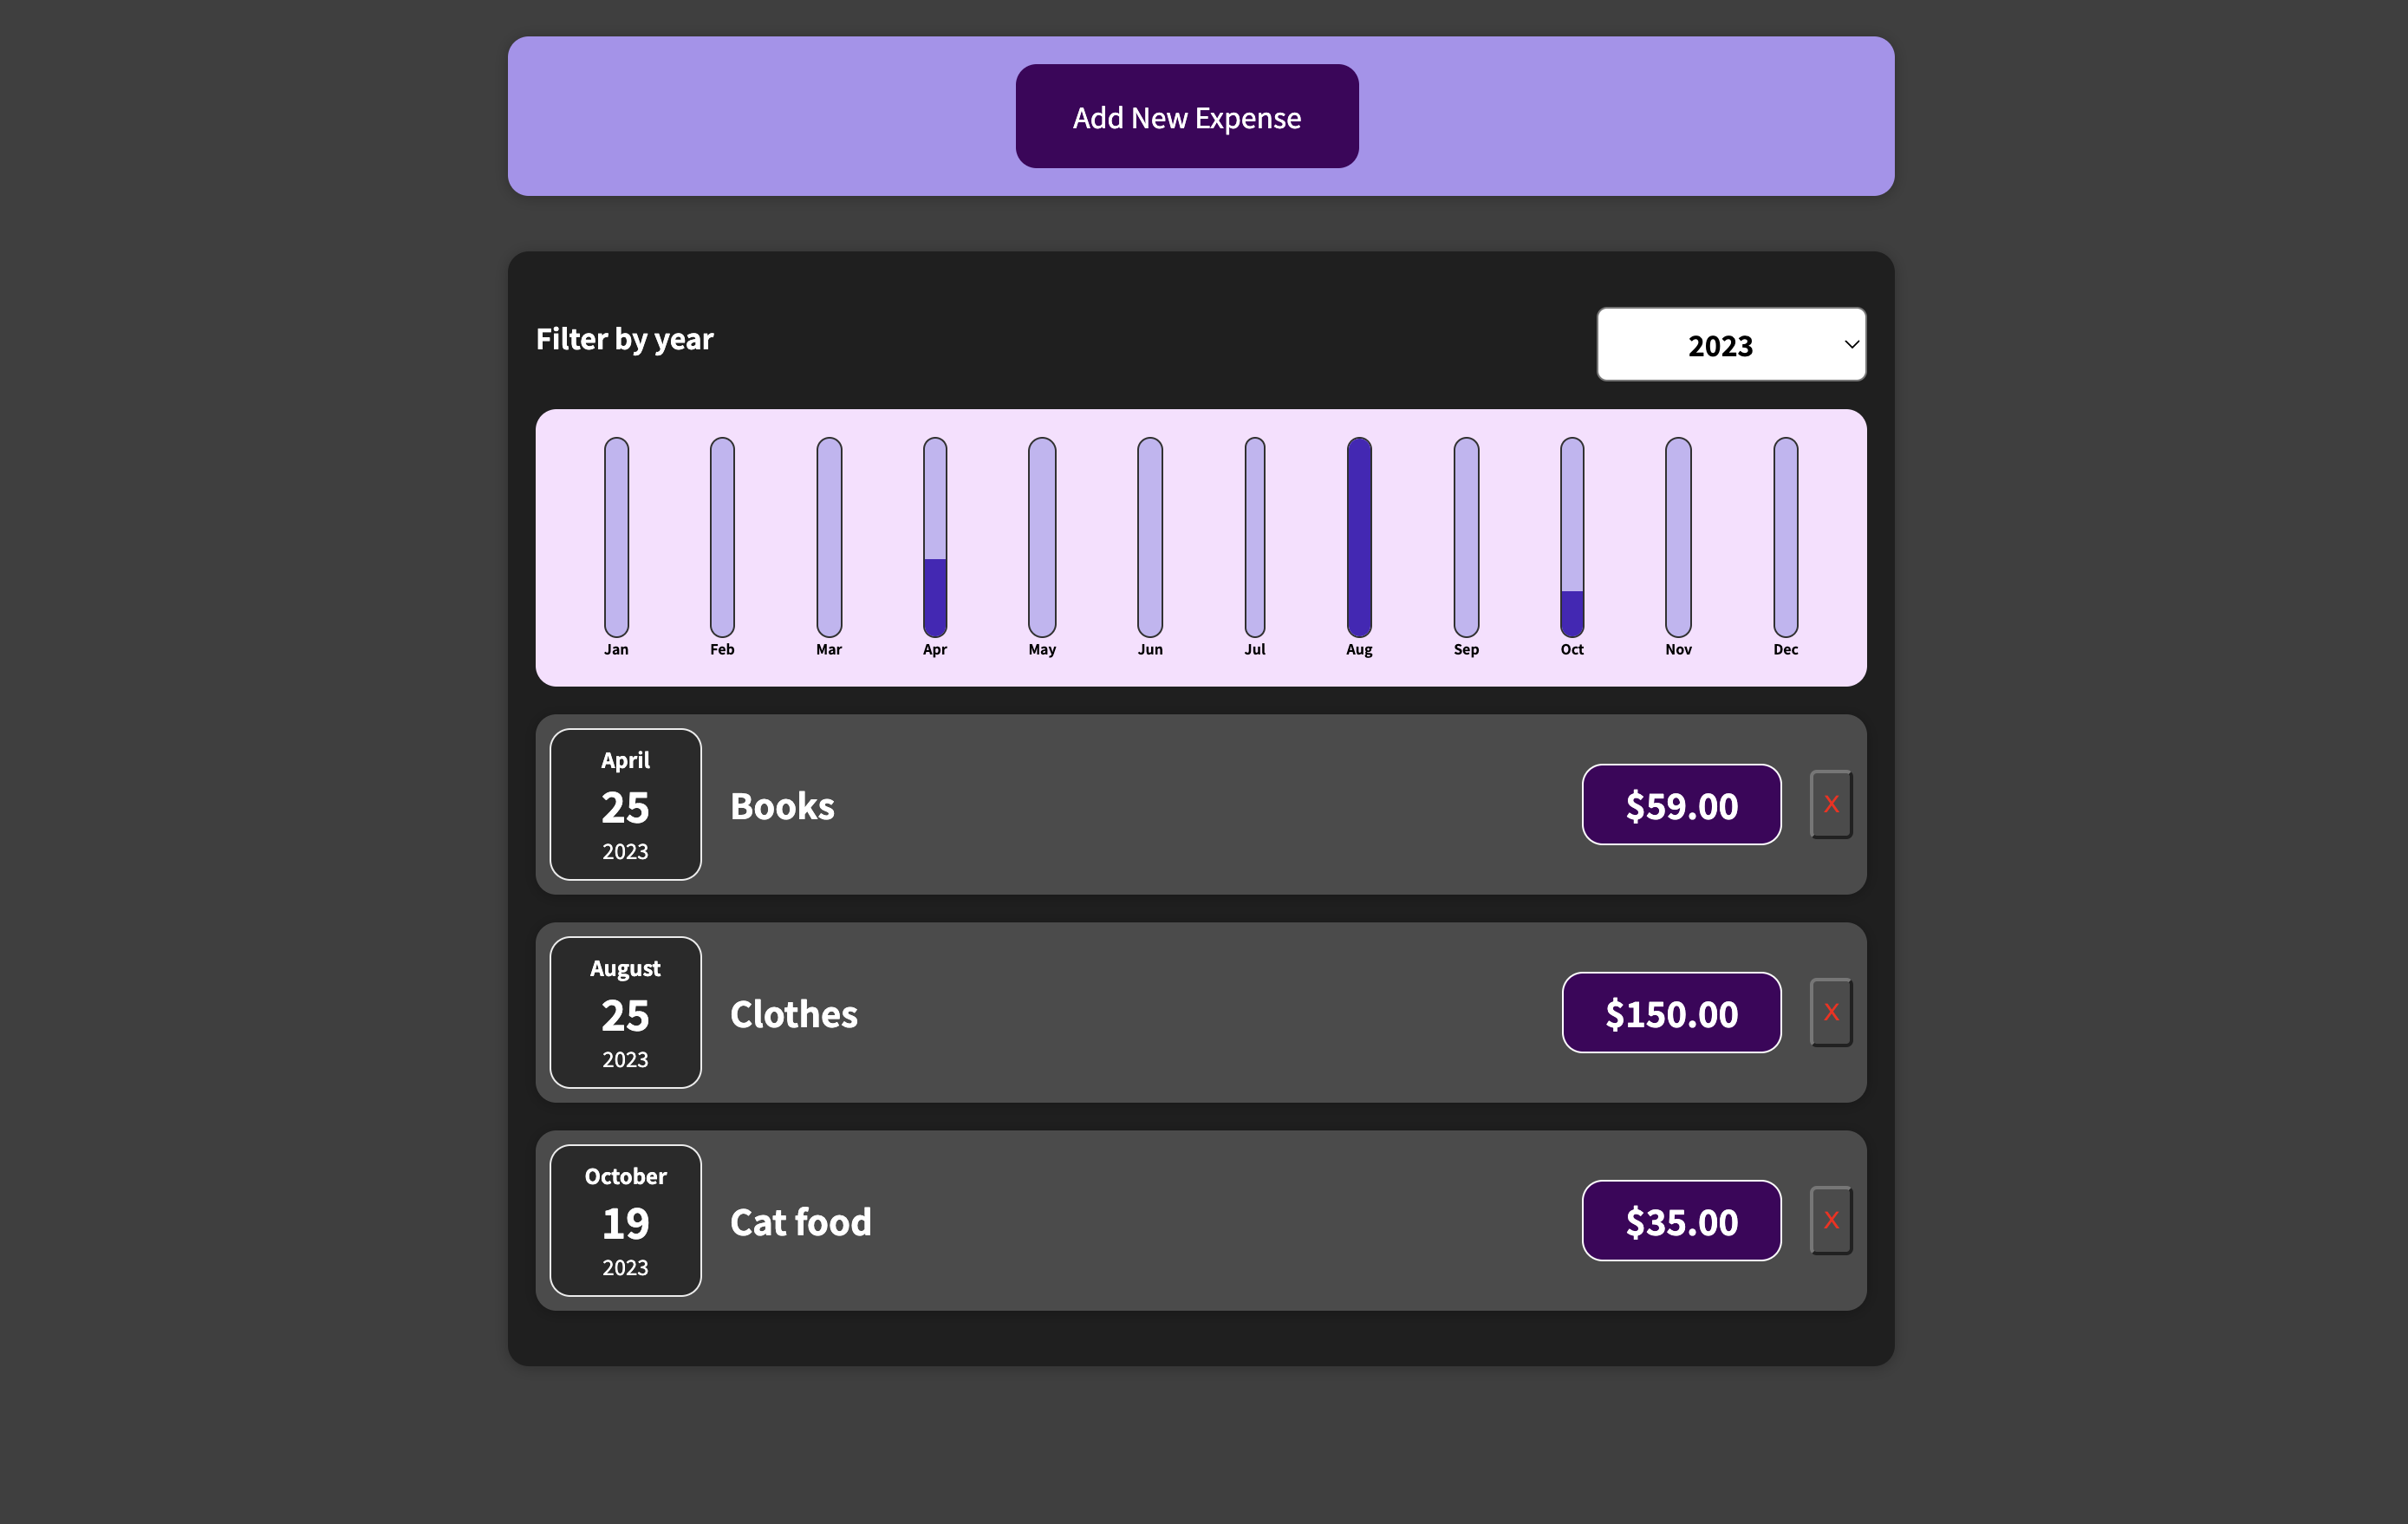 Add New Expense
Filter by year
2023
Jan Feb Mar Apr May Jun Jul Aug Sep Oct Nov Dec
April
25
2023
Books
$59.00
X
August
25
2023
Clothes
$150.00
X
October
19
2023
Cat food
$35.00
X